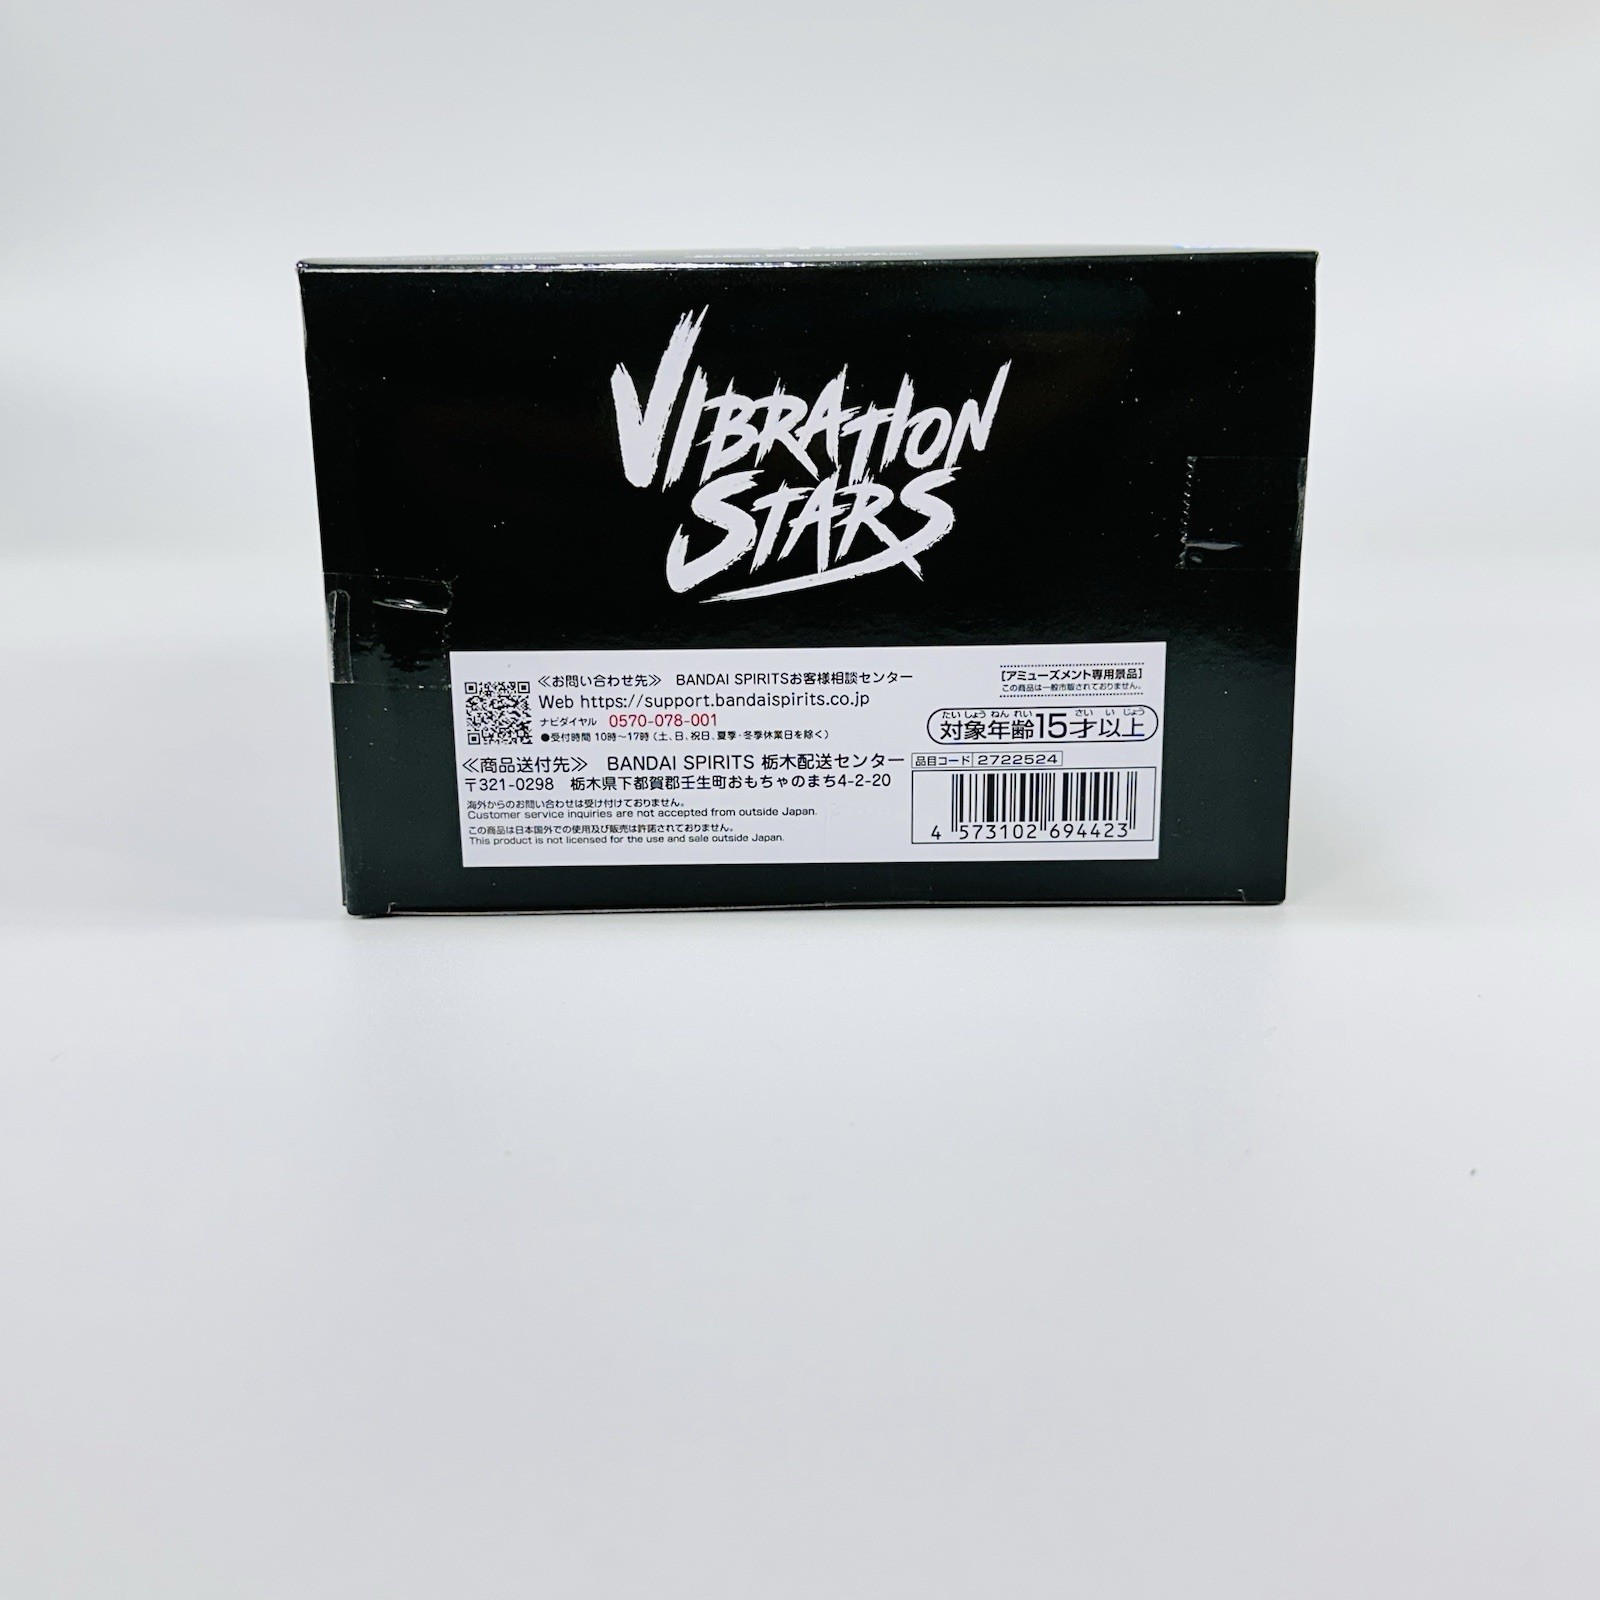 VIBRATION
STARS
≪お問い合わせ先≫ BANDAI SPIRITSお客様相談センター
Web https://support.bandaispirits.co.jp
ナビダイヤル 0570-078-001
●受付時間 10時～17時 (土、日、祝日、夏季・冬季休業日を除く)
≪商品送付先≫ BANDAI SPIRITS 栃木配送センター
〒321-0298 栃木県下都賀郡壬生町おもちゃのまち4-2-20
海外からのお問い合わせは受け付けておりません。
Customer service inquiries are not accepted from outside Japan.
この商品は日本国外での使用及び販売は許諾されておりません。
This product is not licensed for the use and sale outside Japan.
[アミューズメント専用景品]
この商品は一般市販されておりません。
たいしょうねんれい さいいじょう
対象年齢15才以上
品目コード 2722524
4 573102 694423